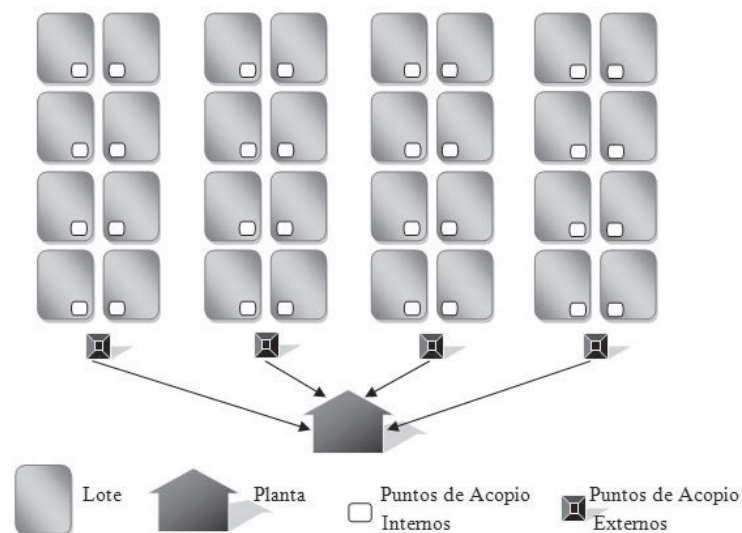 Lote
Planta
Puntos de Acopio
Internos
Puntos de Acopio
Externos